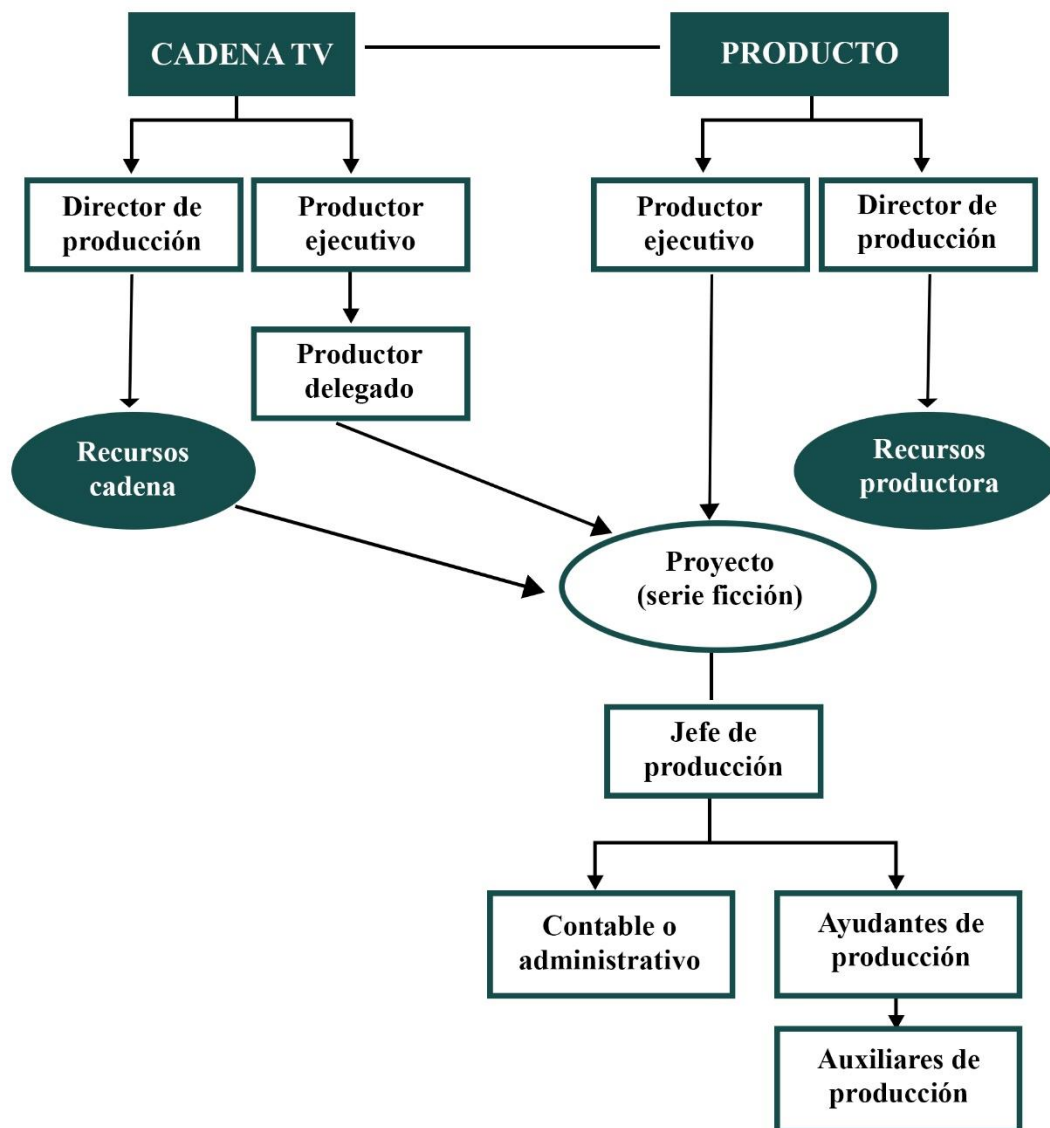 CADENA TV
PRODUCTO
Director de
producción
Productor
ejecutivo
Productor
ejecutivo
Director de
producción
Productor
delegado
Recursos
cadena
Recursos
productora
Proyecto
(serie ficción)
Jefe de
producción
Contable o
administrativo
Ayudantes de
producción
Auxiliares de
producción